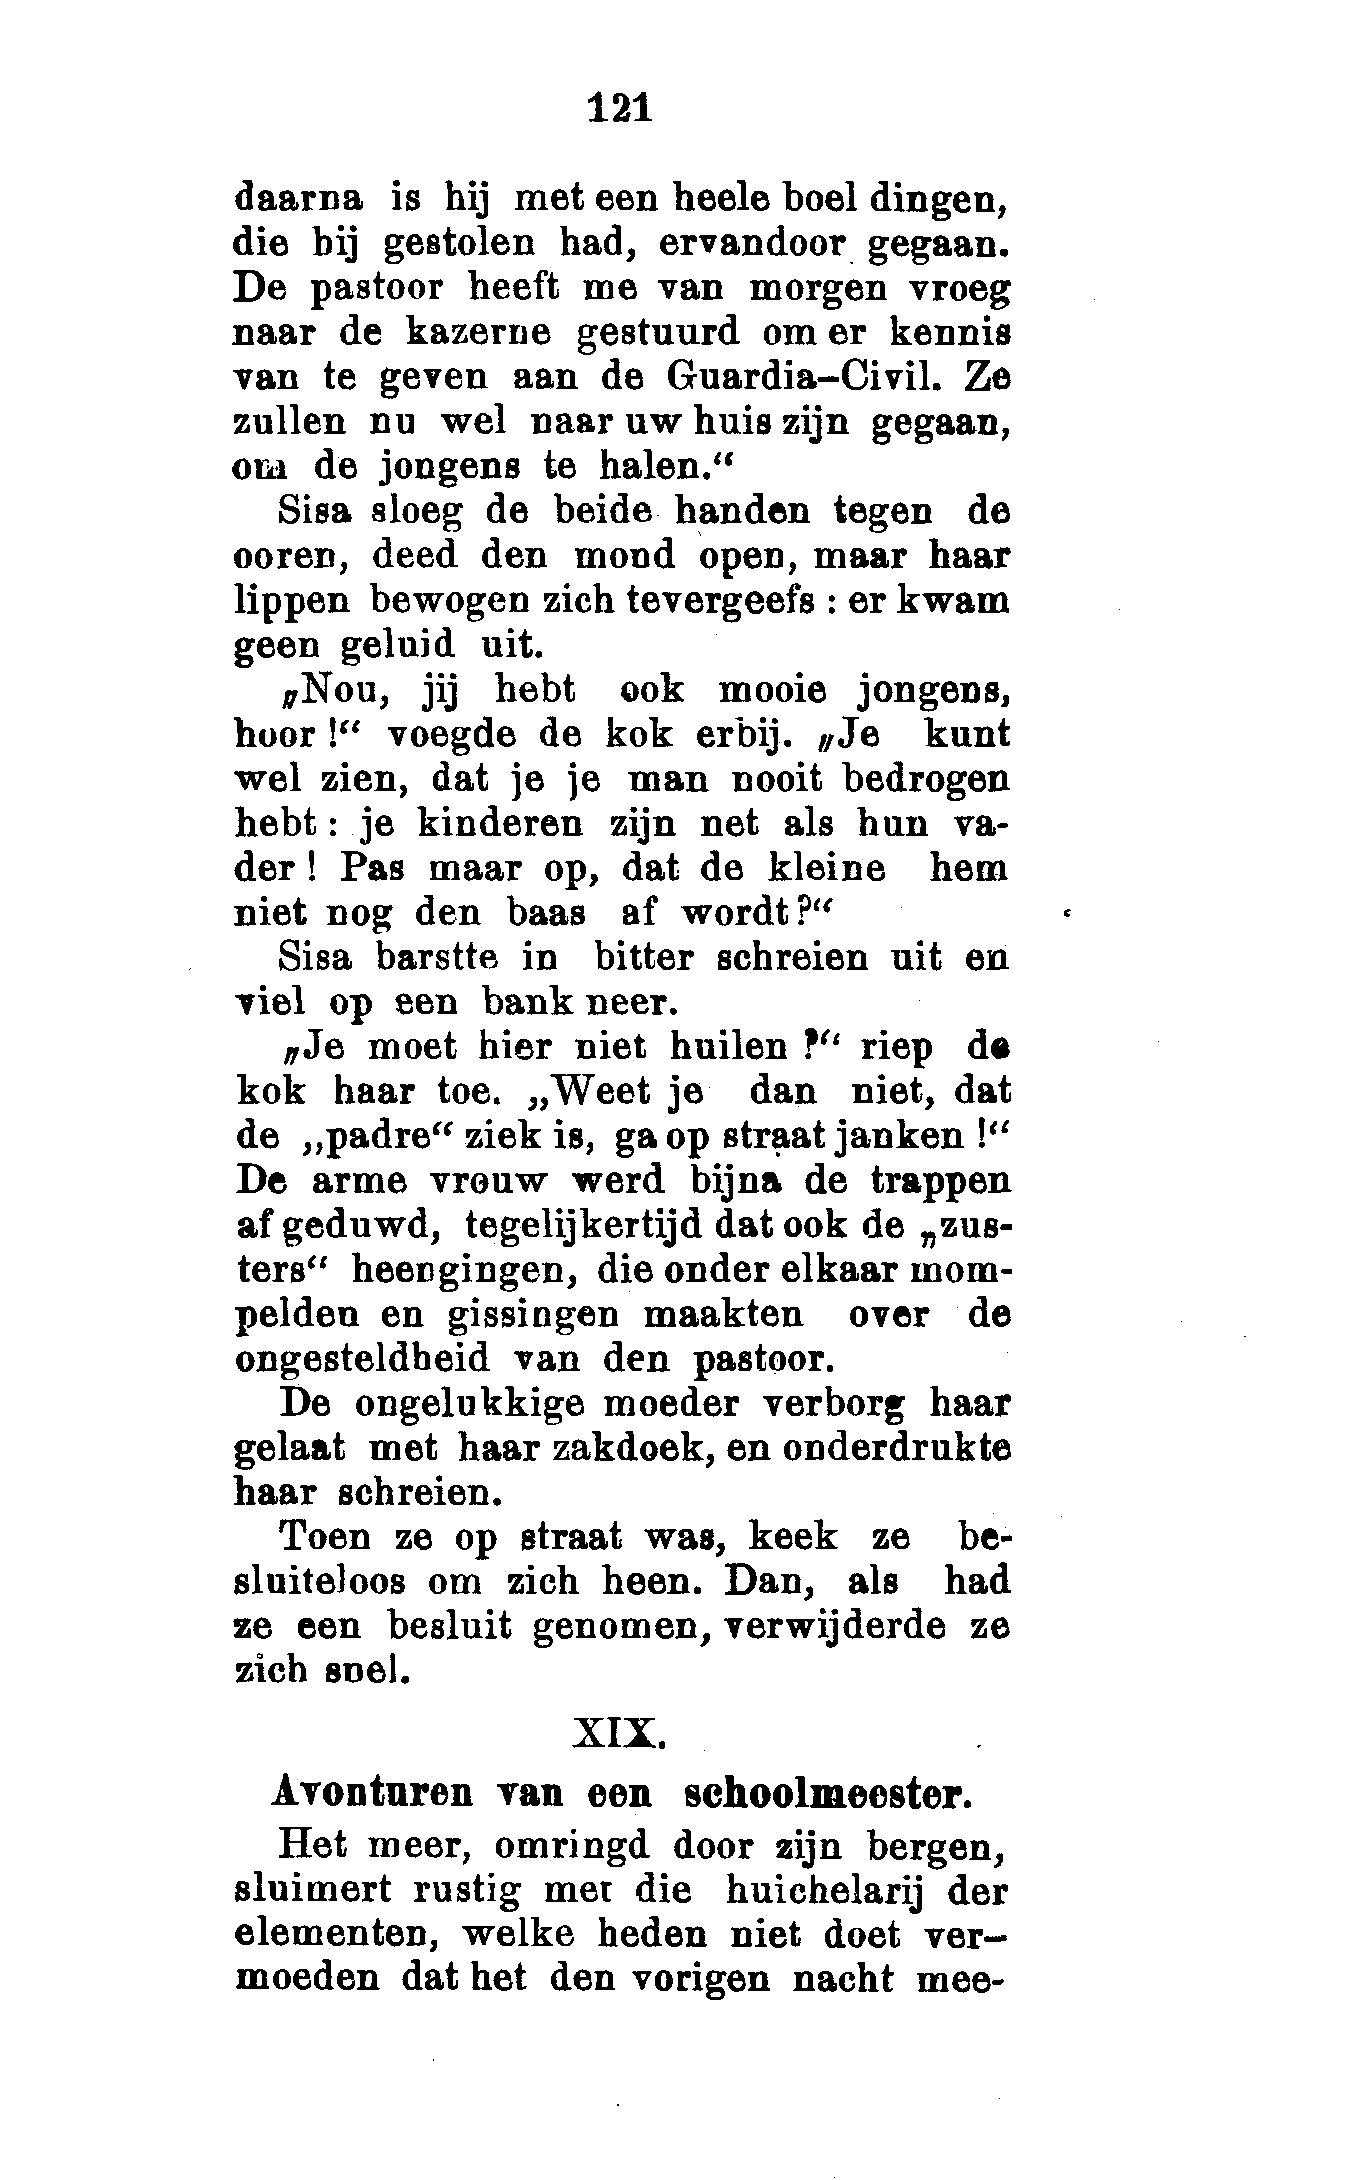 121
daarna is hij met een heele boel dingen,
die hij gestolen had, ervandoor gegaan.
De pastoor heeft me van morgen vroeg
naar de kazerne gestuurd om er kennis
van te geven aan de Guardia-Civil. Ze
zullen nu wel naar uw huis zijn gegaan,
om de jongens te halen.“
Sisa sloeg de beide handen tegen de
ooren, deed den mond open, maar haar
lippen bewogen zich tevergeefs : er kwam
geen geluid uit.
„Nou, jij hebt ook mooie jongens,
hoor !“ voegde de kok erbij. „Je kunt
wel zien, dat je je man nooit bedrogen
hebt : je kinderen zijn net als hun va-
der ! Pas maar op, dat de kleine hem
niet nog den baas af wordt?“
Sisa barstte in bitter schreien uit en
viel op een bank neer.
„Je moet hier niet huilen ?“ riep de
kok haar toe. „Weet je dan niet, dat
de „padre“ ziek is, ga op straat janken !“
De arme vrouw werd bijna de trappen
af geduwd, tegelijkertijd dat ook de „zus-
ters“ heengingen, die onder elkaar mom-
pelden en gissingen maakten over de
ongesteldheid van den pastoor.
De ongelukkige moeder verborg haar
gelaat met haar zakdoek, en onderdrukte
haar schreien.
Toen ze op straat was, keek ze be-
sluiteloos om zich heen. Dan, als had
ze een besluit genomen, verwijderde ze
zich snel.
XIX.
Avonturen van een schoolmeester.
Het meer, omringd door zijn bergen,
sluimert rustig met die huichelarij der
elementen, welke heden niet doet ver-
moeden dat het den vorigen nacht mee-